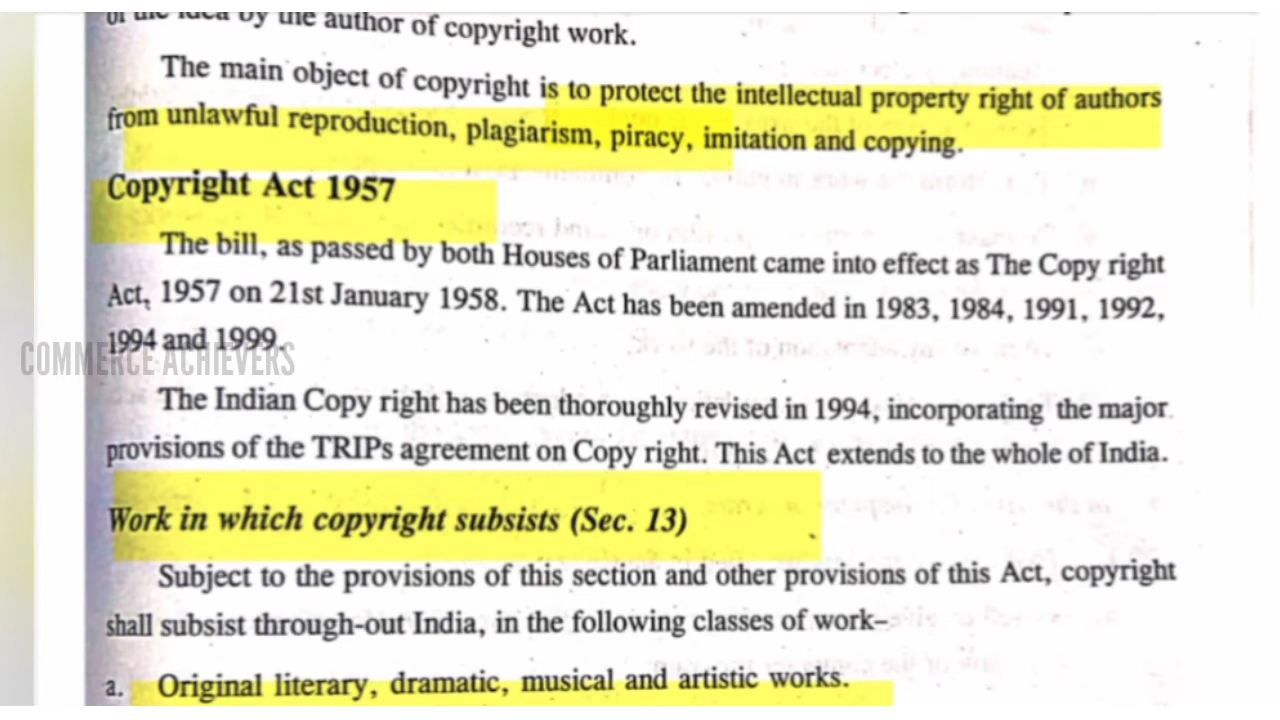 of the idea by the author of copyright work.
The main object of copyright is to protect the intellectual property right of authors
from unlawful reproduction, plagiarism, piracy, imitation and copying.
Copyright Act 1957
The bill, as passed by both Houses of Parliament came into effect as The Copy right
Act, 1957 on 21st January 1958. The Act has been amended in 1983, 1984, 1991, 1992,
1994 and 1999.
COMMERCE ACHIEVERS
The Indian Copy right has been thoroughly revised in 1994, incorporating the major
provisions of the TRIPs agreement on Copy right. This Act extends to the whole of India.
Work in which copyright subsists (Sec. 13)
Subject to the provisions of this section and other provisions of this Act, copyright
shall subsist through-out India, in the following classes of work–
a. Original literary, dramatic, musical and artistic works.